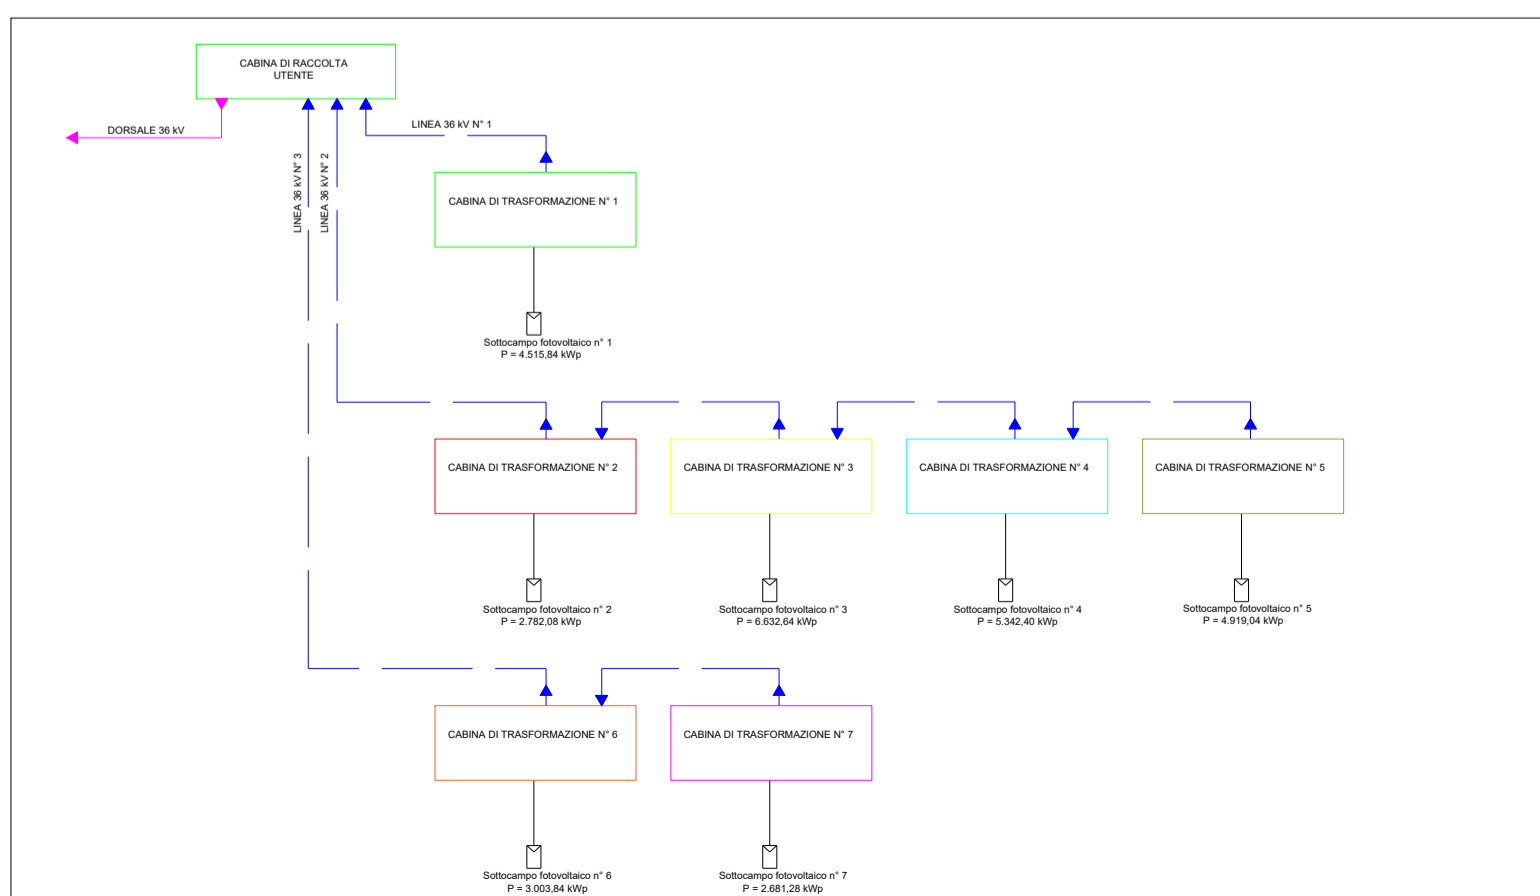 CABINA DI RACCOLTA
UTENTE
DORSALE 36 kV
LINEA 36 kV N° 1
LINEA 36 kV N° 3
LINEA 36 kV N° 2
CABINA DI TRASFORMAZIONE N° 1
Sottocampo fotovoltaico n° 1
P = 4.515,84 kWp
CABINA DI TRASFORMAZIONE N° 2
CABINA DI TRASFORMAZIONE N° 3
CABINA DI TRASFORMAZIONE N° 4
CABINA DI TRASFORMAZIONE N° 5
Sottocampo fotovoltaico n° 2
P = 2.782,08 kWp
Sottocampo fotovoltaico n° 3
P = 6.632,64 kWp
Sottocampo fotovoltaico n° 4
P = 5.342,40 kWp
Sottocampo fotovoltaico n° 5
P = 4.919,04 kWp
CABINA DI TRASFORMAZIONE N° 6
CABINA DI TRASFORMAZIONE N° 7
Sottocampo fotovoltaico n° 6
P = 3.003,84 kWp
Sottocampo fotovoltaico n° 7
P = 2.681,28 kWp